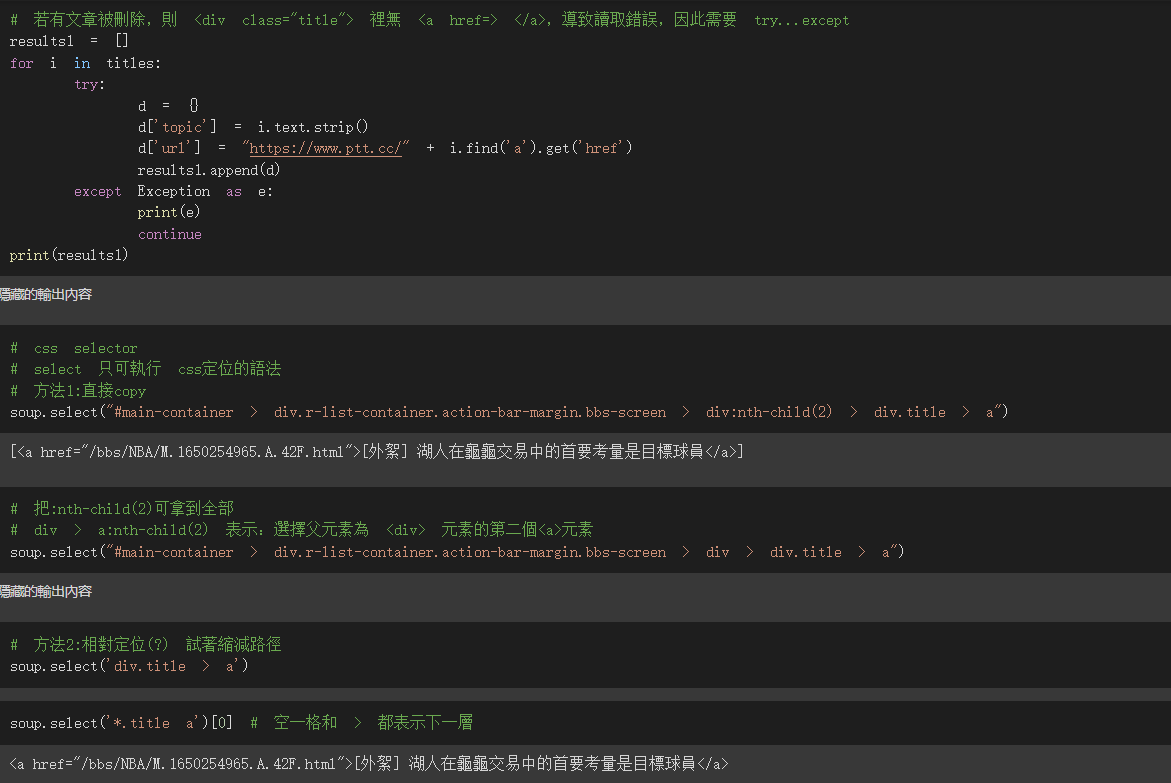 # 若有文章被刪除，則 <div class="title"> 裡無 <a href=> </a>，導致讀取錯誤，因此需要 try...except
results1 = []
for i in titles:
try:
d = {}
d['topic'] = i.text.strip()
d['url'] = "https://www.ptt.cc/" + i.find('a').get('href')
results1.append(d)
except Exception as e:
print(e)
continue
print(results1)
隱藏的輸出內容
# css selector
# select 只可執行 css定位的語法
# 方法1:直接copy
soup.select("#main-container > div.r-list-container.action-bar-margin.bbs-screen > div:nth-child(2) > div.title > a")
[<a href="/bbs/NBA/M.1650254965.A.42F.html">[外絮] 湖人在龜龜交易中的首要考量是目標球員</a>]
# 把:nth-child(2)可拿到全部
# div > a:nth-child(2) 表示：選擇父元素為 <div> 元素的第二個<a>元素
soup.select("#main-container > div.r-list-container.action-bar-margin.bbs-screen > div > div.title > a")
隱藏的輸出內容
# 方法2:相對定位(?) 試著縮減路徑
soup.select('div.title > a')
soup.select('*.title a')[0] # 空一格和 > 都表示下一層
<a href="/bbs/NBA/M.1650254965.A.42F.html">[外絮] 湖人在龜龜交易中的首要考量是目標球員</a>